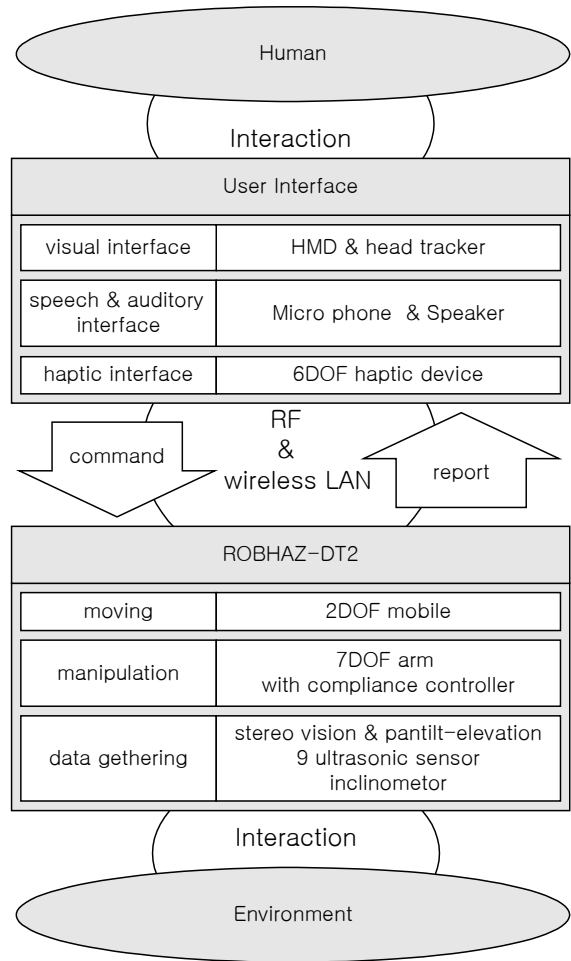 Human
Interaction
User Interface
visual interface
HMD & head tracker
speech & auditory
interface
Micro phone & Speaker
haptic interface
6DOF haptic device
command
RF
&
wireless LAN
report
ROBHAZ-DT2
moving
2DOF mobile
manipulation
7DOF arm
with compliance controller
data gethering
stereo vision & pantilt-elevation
9 ultrasonic sensor
inclinometor
Interaction
Environment